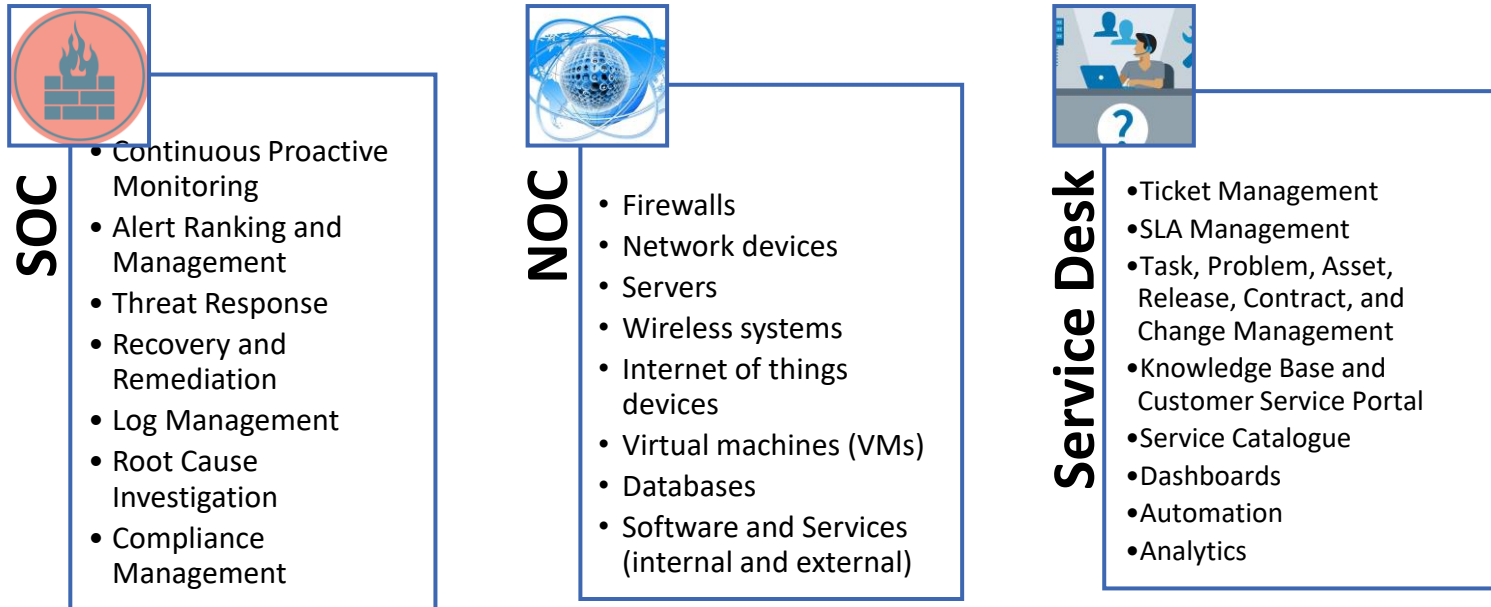 SOC
• Continuous Proactive
Monitoring
• Alert Ranking and
Management
• Threat Response
• Recovery and
Remediation
• Log Management
• Root Cause
Investigation
• Compliance
Management
NOC
• Firewalls
• Network devices
• Servers
• Wireless systems
• Internet of things
devices
• Virtual machines (VMs)
• Databases
• Software and Services
(internal and external)
?
Service Desk
•Ticket Management
•SLA Management
•Task, Problem, Asset,
Release, Contract, and
Change Management
•Knowledge Base and
Customer Service Portal
•Service Catalogue
•Dashboards
•Automation
•Analytics